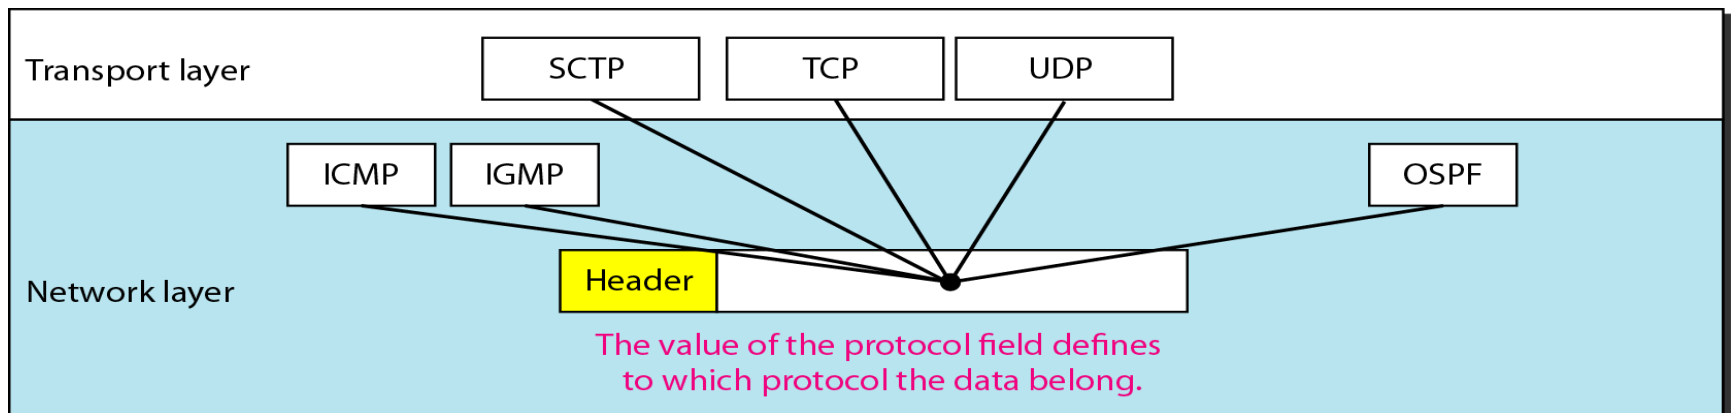 Transport layer
SCTP
TCP
UDP
ICMP
IGMP
OSPF
Network layer
Header
The value of the protocol field defines
to which protocol the data belong.